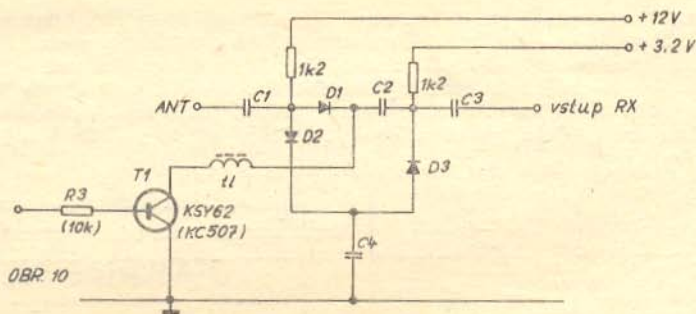 +12V
+3.2V
1k2
1k2
C1
D1
C2
C3
ANT
vstup RX
D2
D3
T1
tl
R3
(10k)
KSY62
(KC507)
C4
OBR. 10